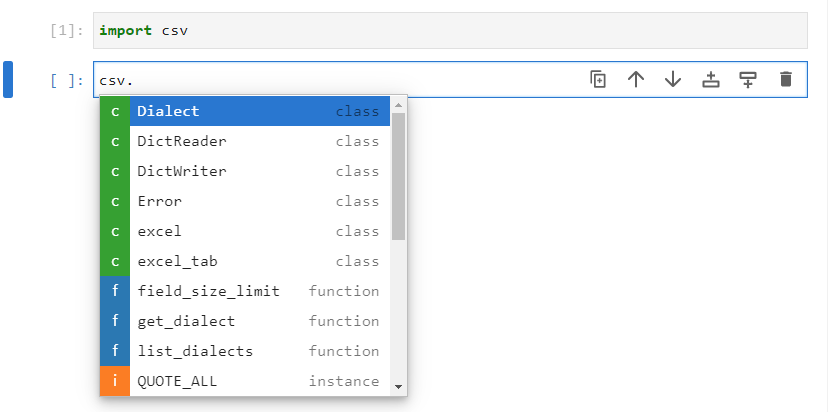 [1]: import csv
[ ]: csv.
c Dialect class
c DictReader class
c DictWriter class
c Error class
c excel class
c excel_tab class
f field_size_limit function
f get_dialect function
f list_dialects function
i QUOTE_ALL instance